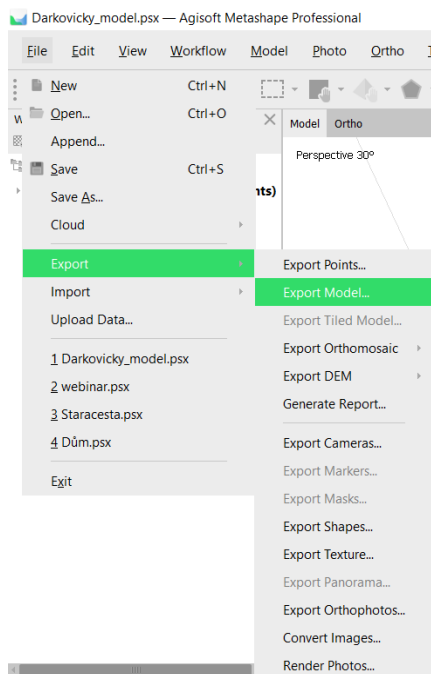 Darkovicky_model.psx — Agisoft Metashape Professional
File Edit View Workflow Model Photo Ortho
New Ctrl+N
Open... Ctrl+O
Append...
Save Ctrl+S
Save As...
Cloud
Export
Import
Upload Data...
1 Darkovicky_model.psx
2 webinar.psx
3 Staracesta.psx
4 Dům.psx
Exit
Model Ortho
Perspective 30°
nts)
Export Points...
Export Model...
Export Tiled Model...
Export Orthomosaic
Export DEM
Generate Report...
Export Cameras...
Export Markers...
Export Masks...
Export Shapes...
Export Texture...
Export Panorama...
Export Orthophotos...
Convert Images...
Render Photos...